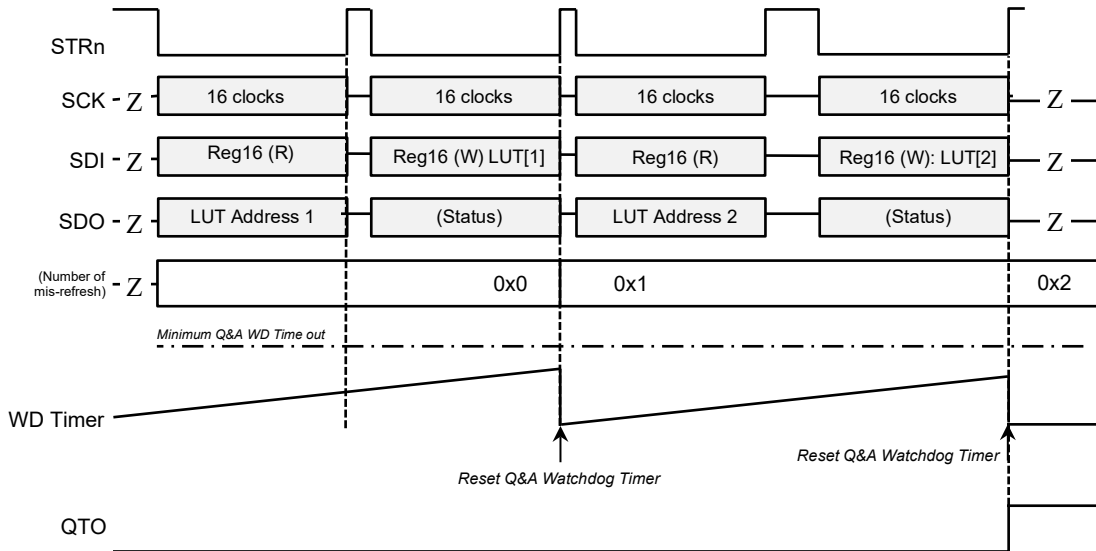 STRn
SCK Z 16 clocks 16 clocks 16 clocks 16 clocks Z
SDI Z Reg16 (R) Reg16 (W) LUT[1] Reg16 (R) Reg16 (W): LUT[2] Z
SDO Z LUT Address 1 (Status) LUT Address 2 (Status) Z
(Number of
mis-refresh) Z 0x0 0x1 0x2
Minimum Q&A WD Time out
WD Timer
Reset Q&A Watchdog Timer
Reset Q&A Watchdog Timer
QTO